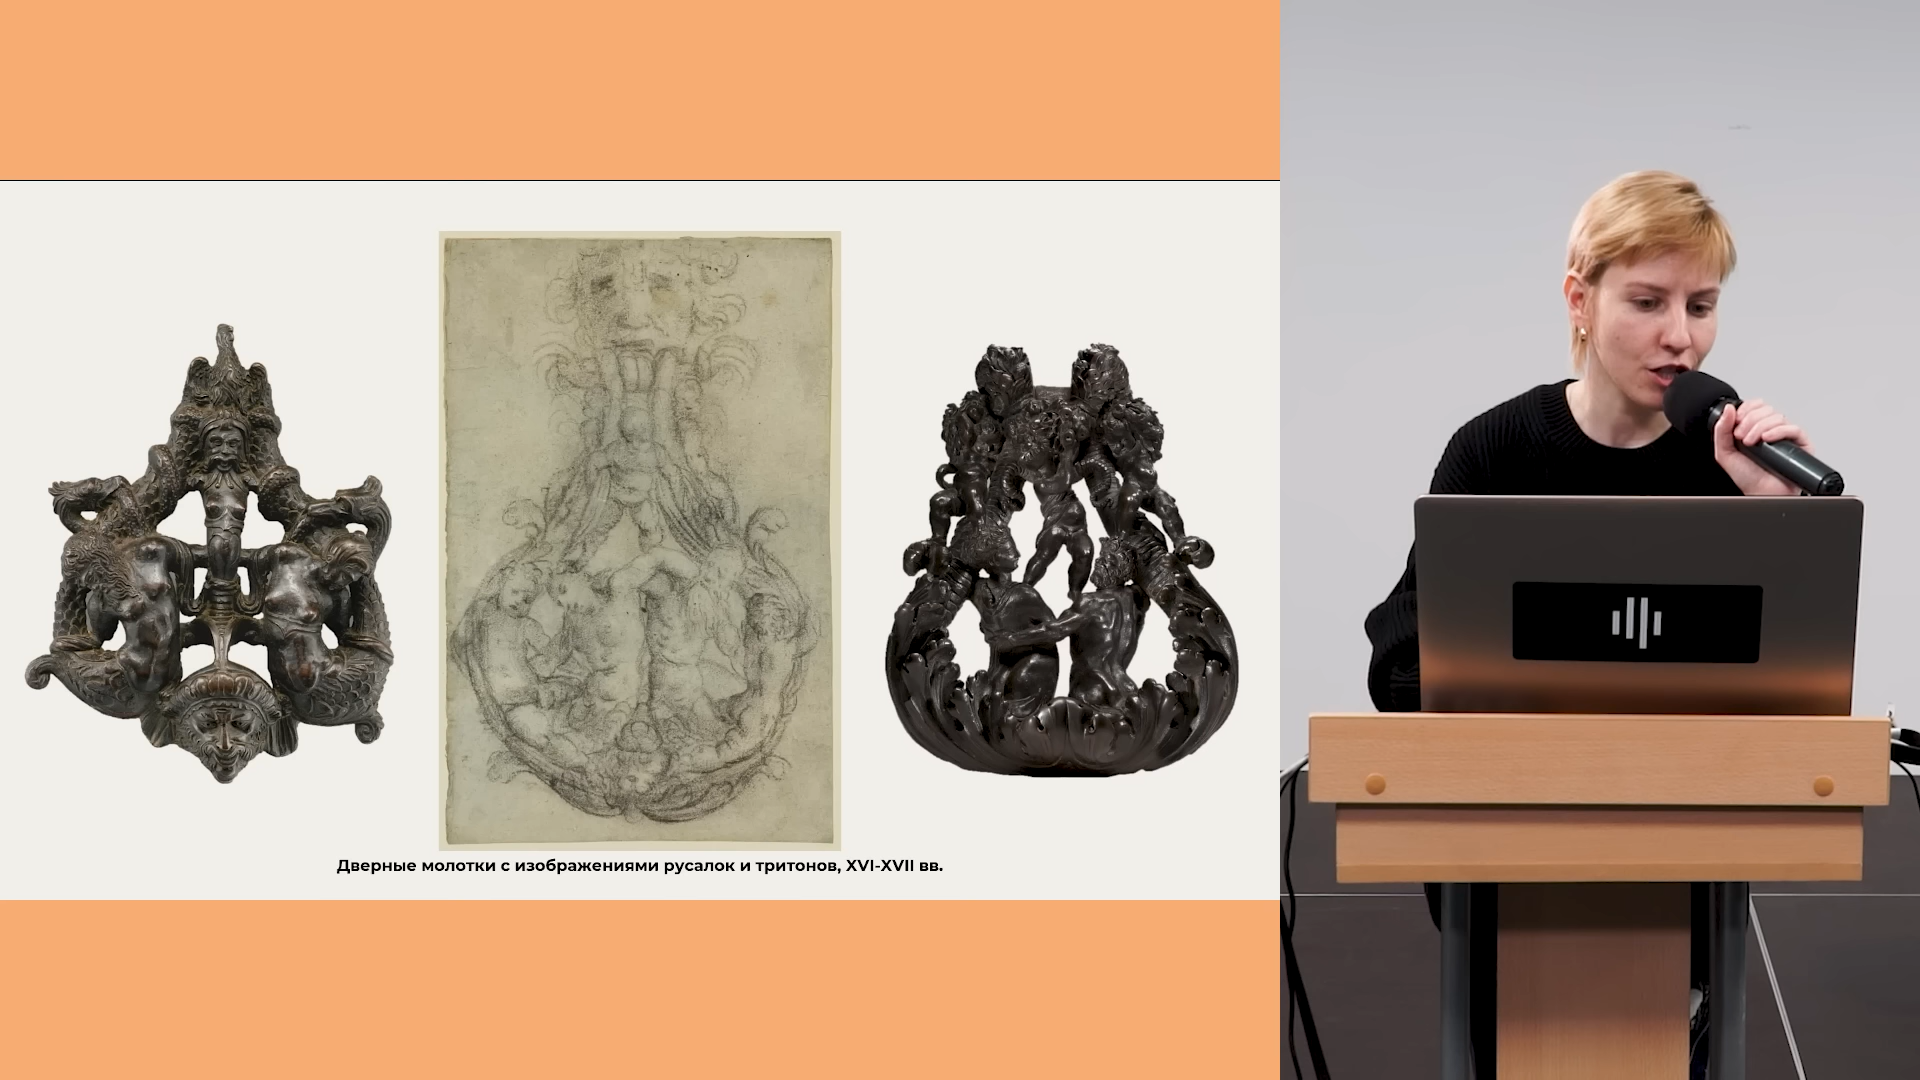 Дверные молотки с изображениями русалок и тритонов, XVI-XVII вв.